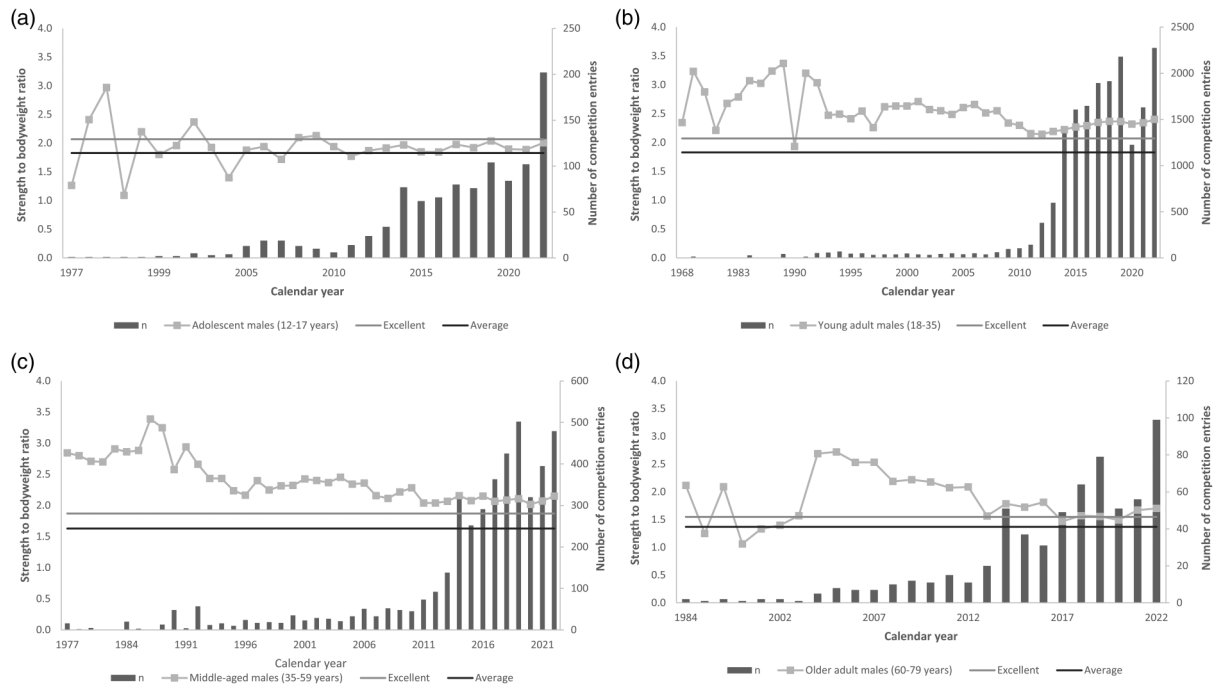 (a)
4.0
3.5
3.0
2.5
2.0
1.5
1.0
0.5
0.0
Strength to bodyweight ratio
250
200
150
100
50
0
Number of competition entries
1977 1999 2005 2010 2015 2020
Calendar year
n Adolescent males (12-17 years) Excellent Average
(b)
4.0
3.5
3.0
2.5
2.0
1.5
1.0
0.5
0.0
Strength to bodyweight ratio
2500
2000
1500
1000
500
0
Number of competition entries
1968 1983 1990 1995 2000 2005 2010 2015 2020
Calendar year
n Young adult males (18-35) Excellent Average
(c)
4.0
3.5
3.0
2.5
2.0
1.5
1.0
0.5
0.0
Strength to bodyweight ratio
600
500
400
300
200
100
0
Number of competition entries
1977 1984 1991 1996 2001 2006 2011 2016 2021
Calendar year
n Middle-aged males (35-59 years) Excellent Average
(d)
4.0
3.5
3.0
2.5
2.0
1.5
1.0
0.5
0.0
Strength to bodyweight ratio
120
100
80
60
40
20
0
Number of competition entries
1984 2002 2007 2012 2017 2022
Calendar year
n Older adult males (60-79 years) Excellent Average